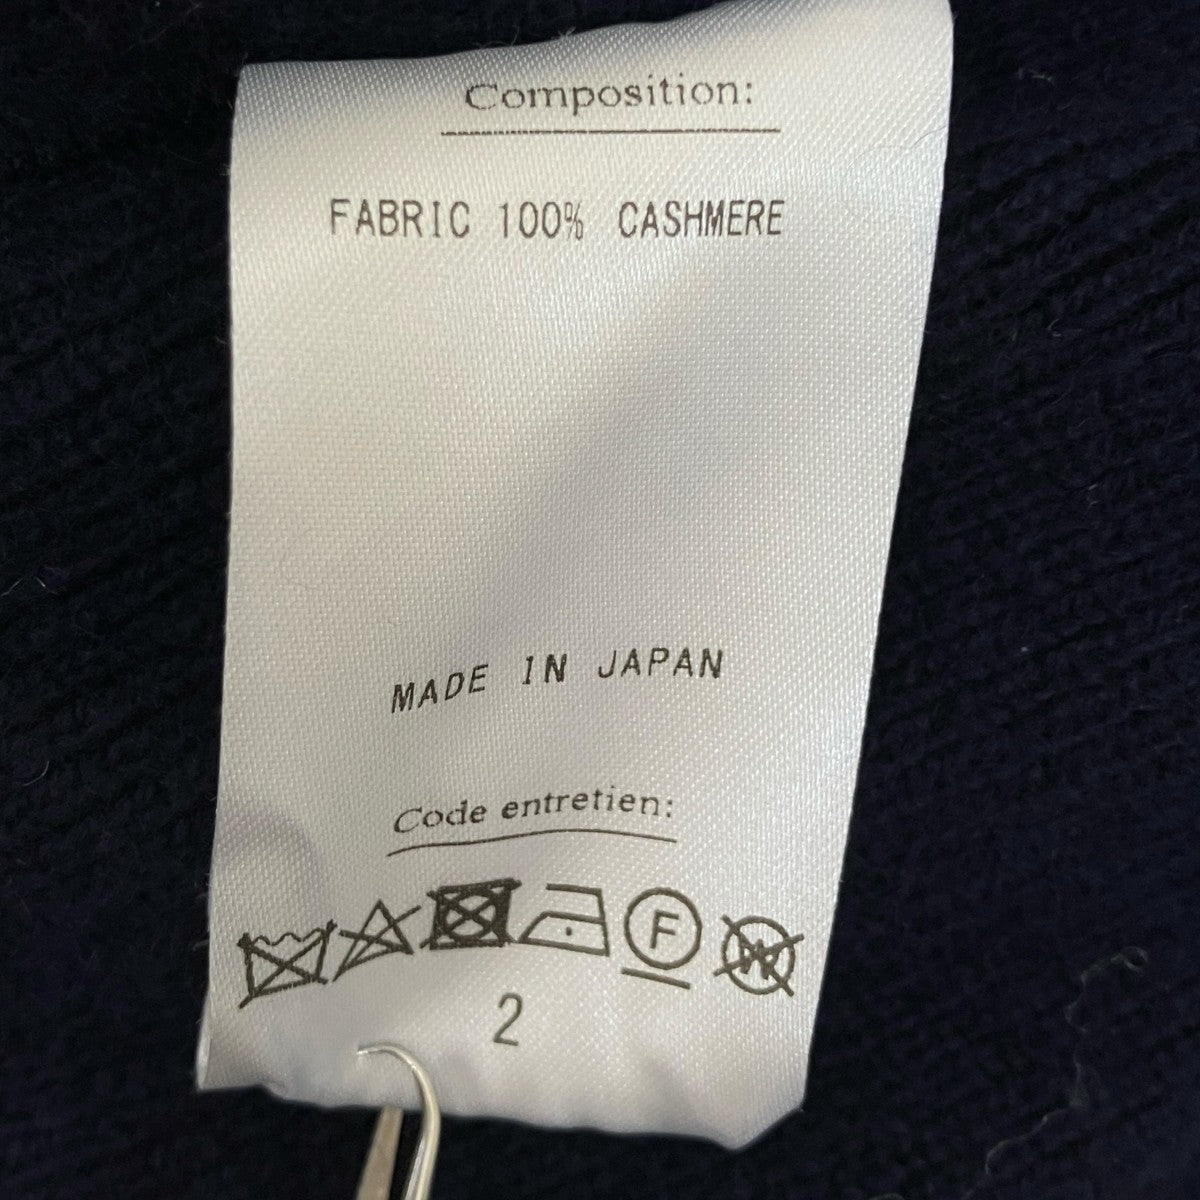 Composition:
FABRIC 100% CASHMERE
MADE IN JAPAN
Code entretien:
F W
2